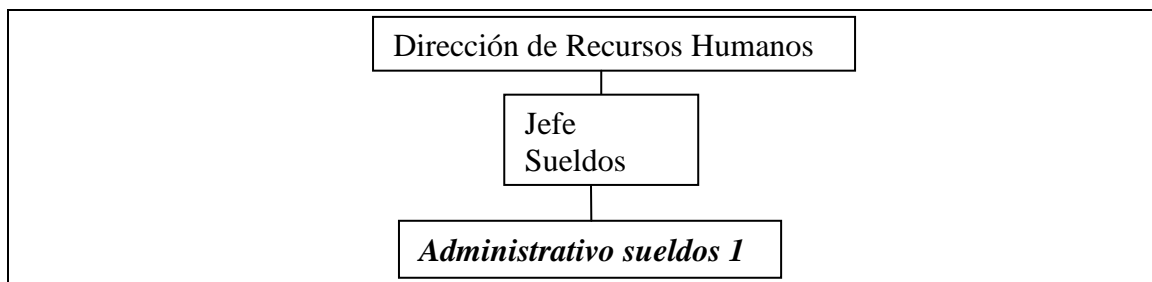 Dirección de Recursos Humanos
Jefe
Sueldos
Administrativo sueldos 1